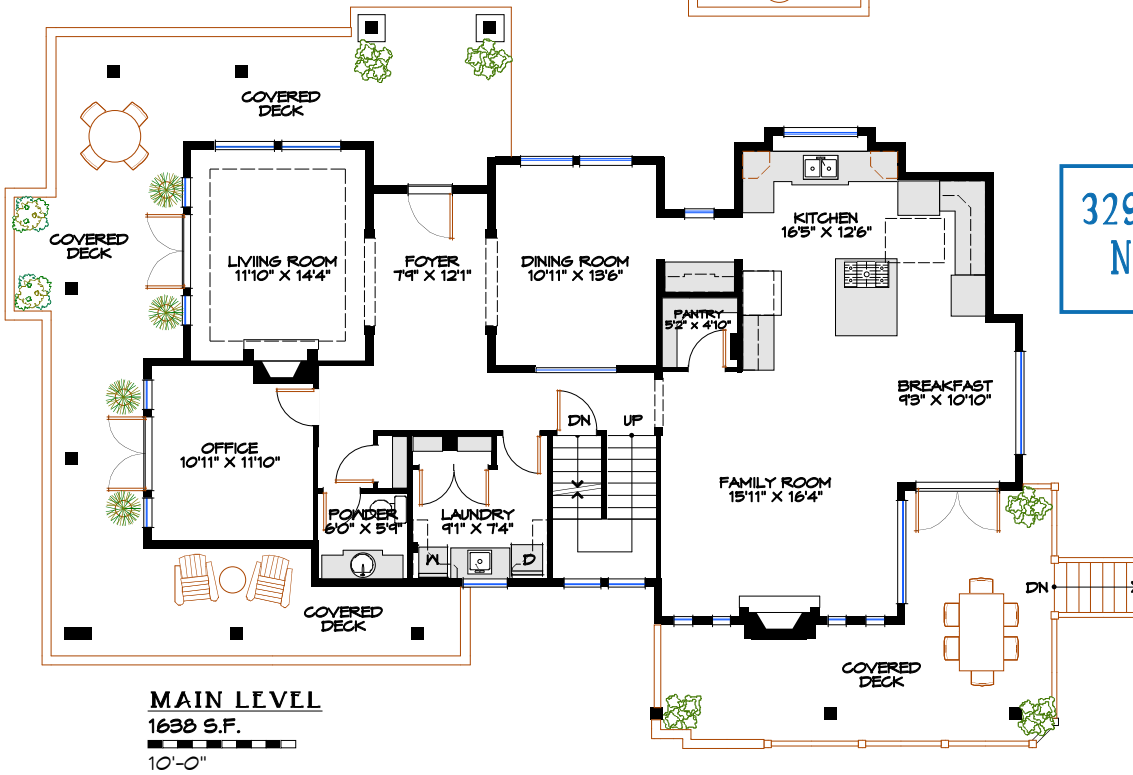 COVERED
DECK
329
N
KITCHEN
16'5" X 12'6"
COVERED
DECK
LIVIING ROOM
11'10" X 14'4"
FOYER
7'9" X 12'1"
DINING ROOM
10'11" X 13'6"
PANTRY
5'2" X 4'10"
BREAKFAST
9'3" X 10'10"
DN
UP
OFFICE
10'11" X 11'10"
FAMILY ROOM
15'11" X 16'4"
POWDER
6'0" X 5'9"
LAUNDRY
9'1" X 7'4"
W
D
DN
COVERED
DECK
COVERED
DECK
MAIN LEVEL
1638 S.F.
10'-0"